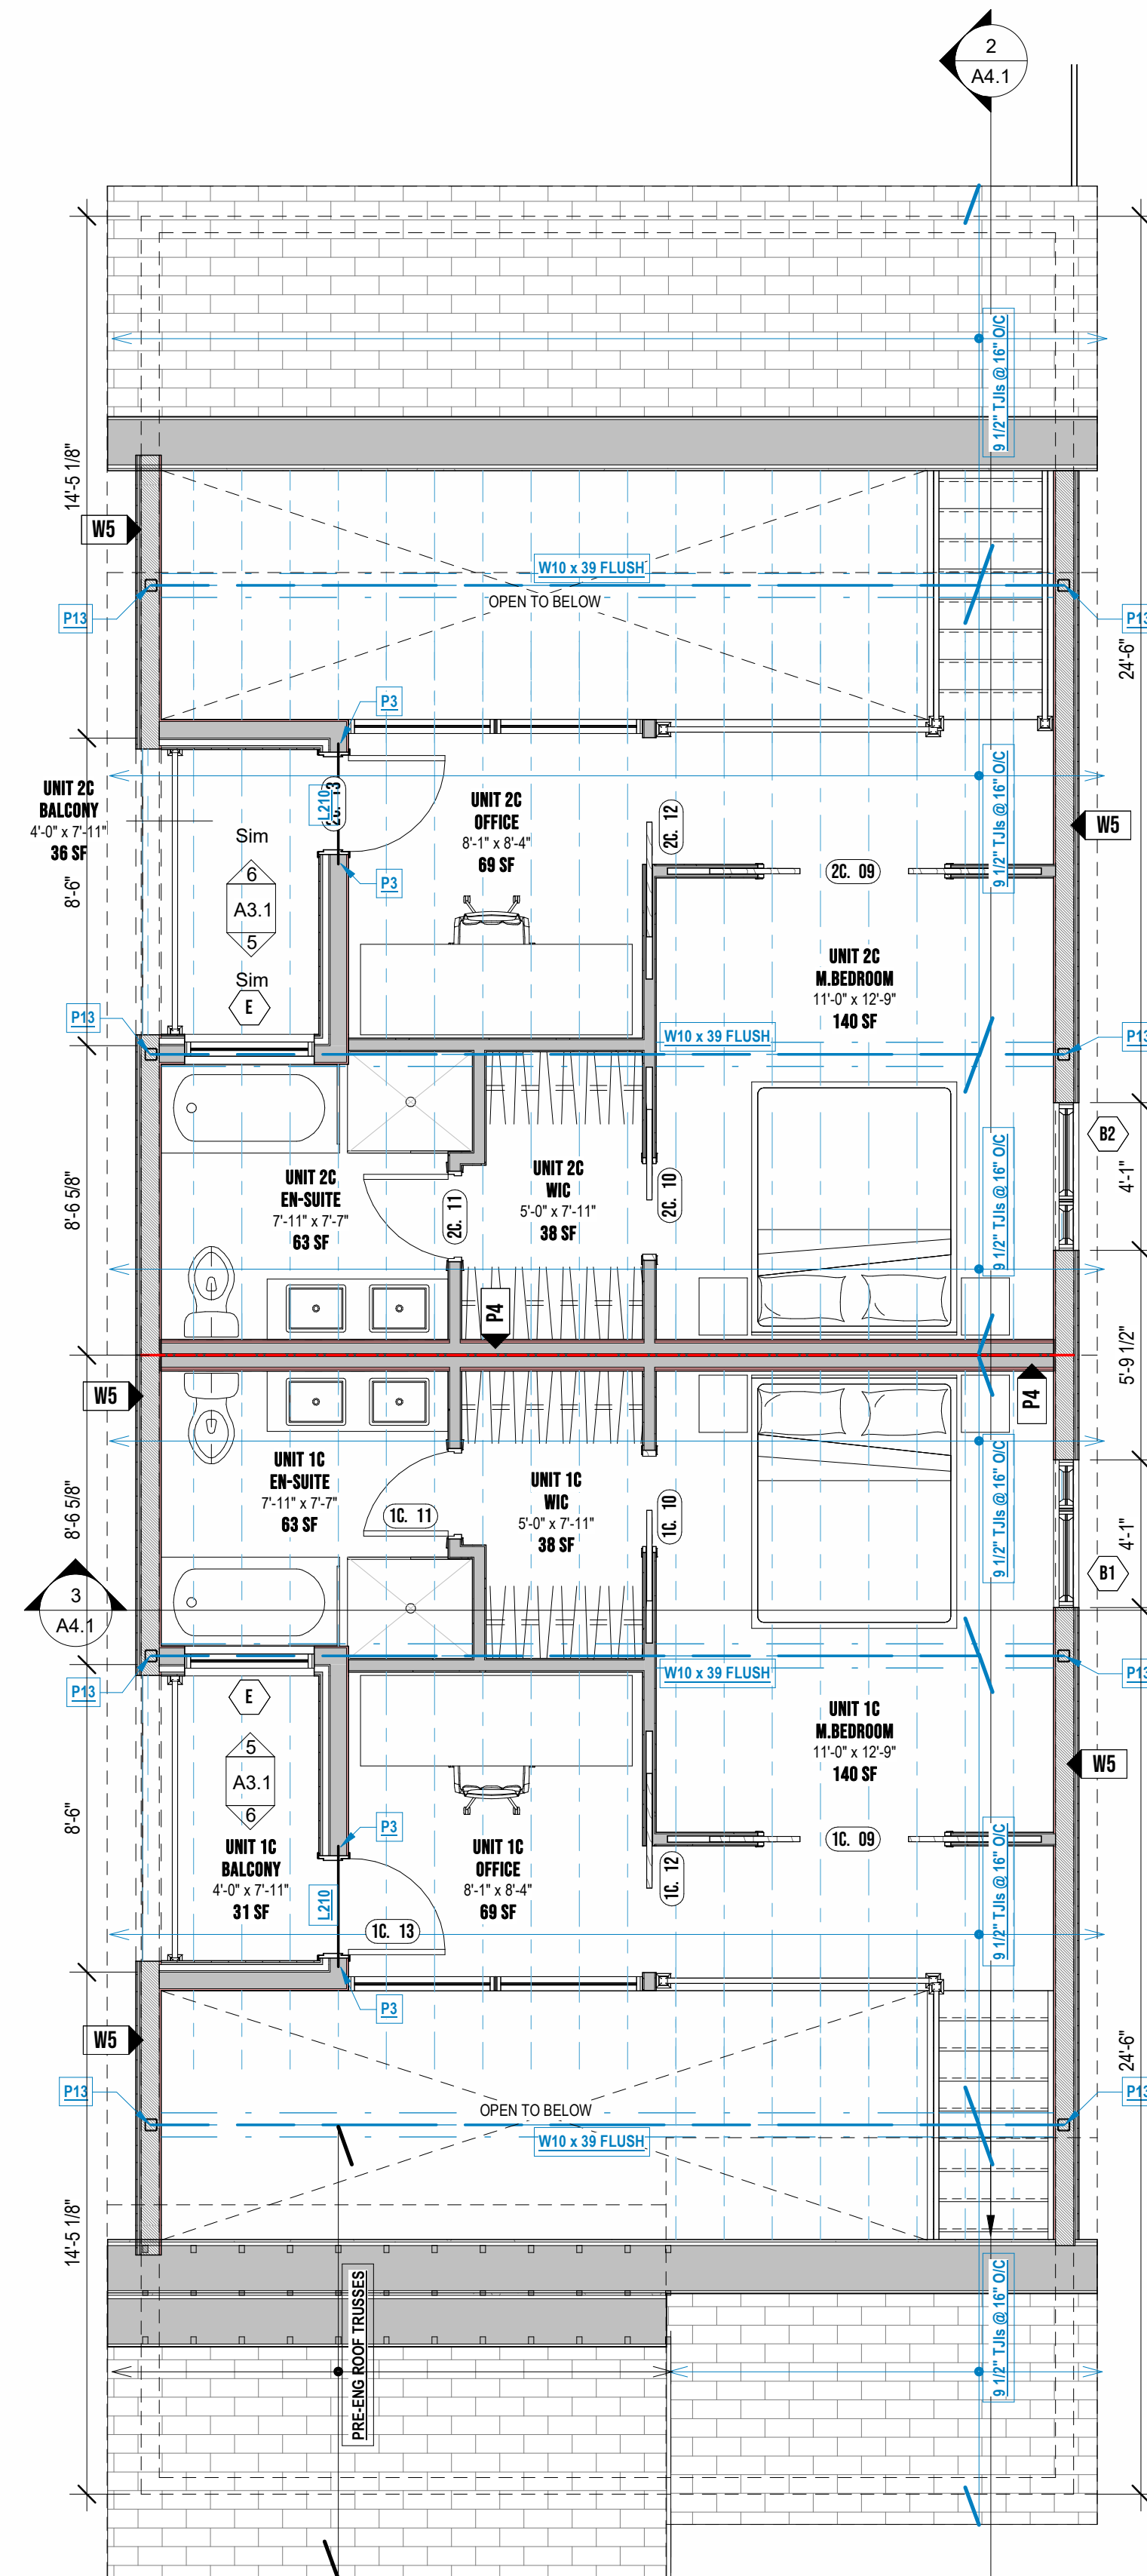 2
A4.1
9 1/2" TJIs @ 16" O/C
14'-5 1/8"
W5
W10 x 39 FLUSH
OPEN TO BELOW
P13
P13
24'-6"
P3
UNIT 2C
BALCONY
4'-0" x 7'-11"
36 SF
L210
UNIT 2C
OFFICE
8'-1" x 8'-4"
69 SF
2C. 12
9 1/2" TJIs @ 16" O/C
W5
Sim
6
A3.1
5
Sim
E
8'-6"
P3
2C. 09
UNIT 2C
M.BEDROOM
11'-0" x 12'-9"
140 SF
P13
W10 x 39 FLUSH
P13
B2
4'-1"
8'-6 5/8"
UNIT 2C
EN-SUITE
7'-11" x 7'-7"
63 SF
2C. 11
UNIT 2C
WIC
5'-0" x 7'-11"
38 SF
2C. 10
9 1/2" TJIs @ 16" O/C
P4
5'-9 1/2"
W5
P4
UNIT 1C
EN-SUITE
7'-11" x 7'-7"
63 SF
1C. 11
UNIT 1C
WIC
5'-0" x 7'-11"
38 SF
1C. 10
9 1/2" TJIs @ 16" O/C
8'-6 5/8"
4'-1"
B1
3
A4.1
P13
W10 x 39 FLUSH
P13
E
5
A3.1
6
UNIT 1C
M.BEDROOM
11'-0" x 12'-9"
140 SF
W5
8'-6"
UNIT 1C
BALCONY
4'-0" x 7'-11"
31 SF
P3
UNIT 1C
OFFICE
8'-1" x 8'-4"
69 SF
1C. 09
1C. 12
L210
1C. 13
9 1/2" TJIs @ 16" O/C
P3
W5
P13
OPEN TO BELOW
W10 x 39 FLUSH
P13
24'-6"
14'-5 1/8"
PRE-ENG ROOF TRUSSES
9 1/2" TJIs @ 16" O/C